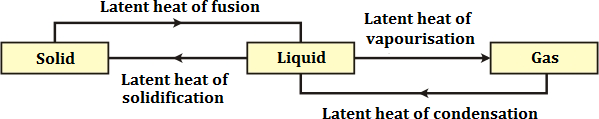 Latent heat of fusion
Latent heat of
vapourisation
Solid
Liquid
Gas
Latent heat of
solidification
Latent heat of condensation